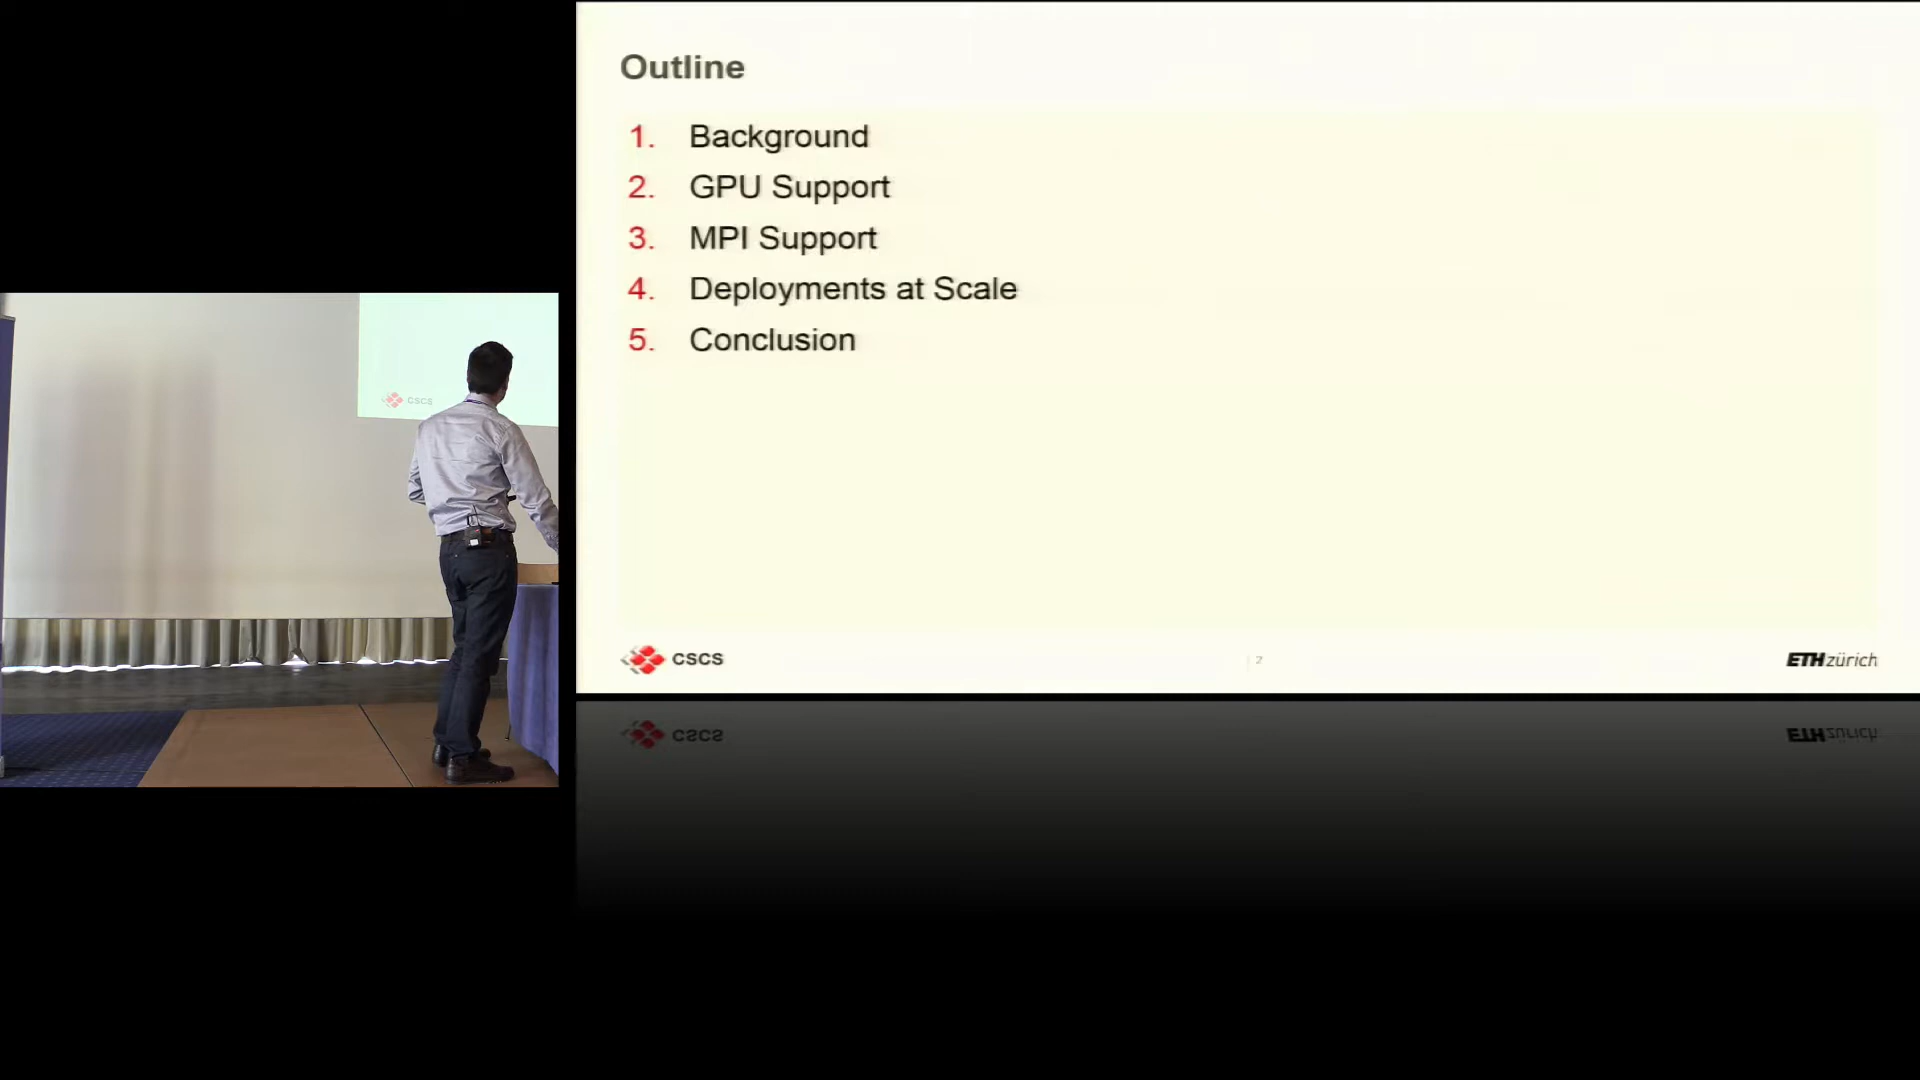 Outline
1. Background
2. GPU Support
3. MPI Support
4. Deployments at Scale
5. Conclusion
CSCS
ETHzürich
CSCS